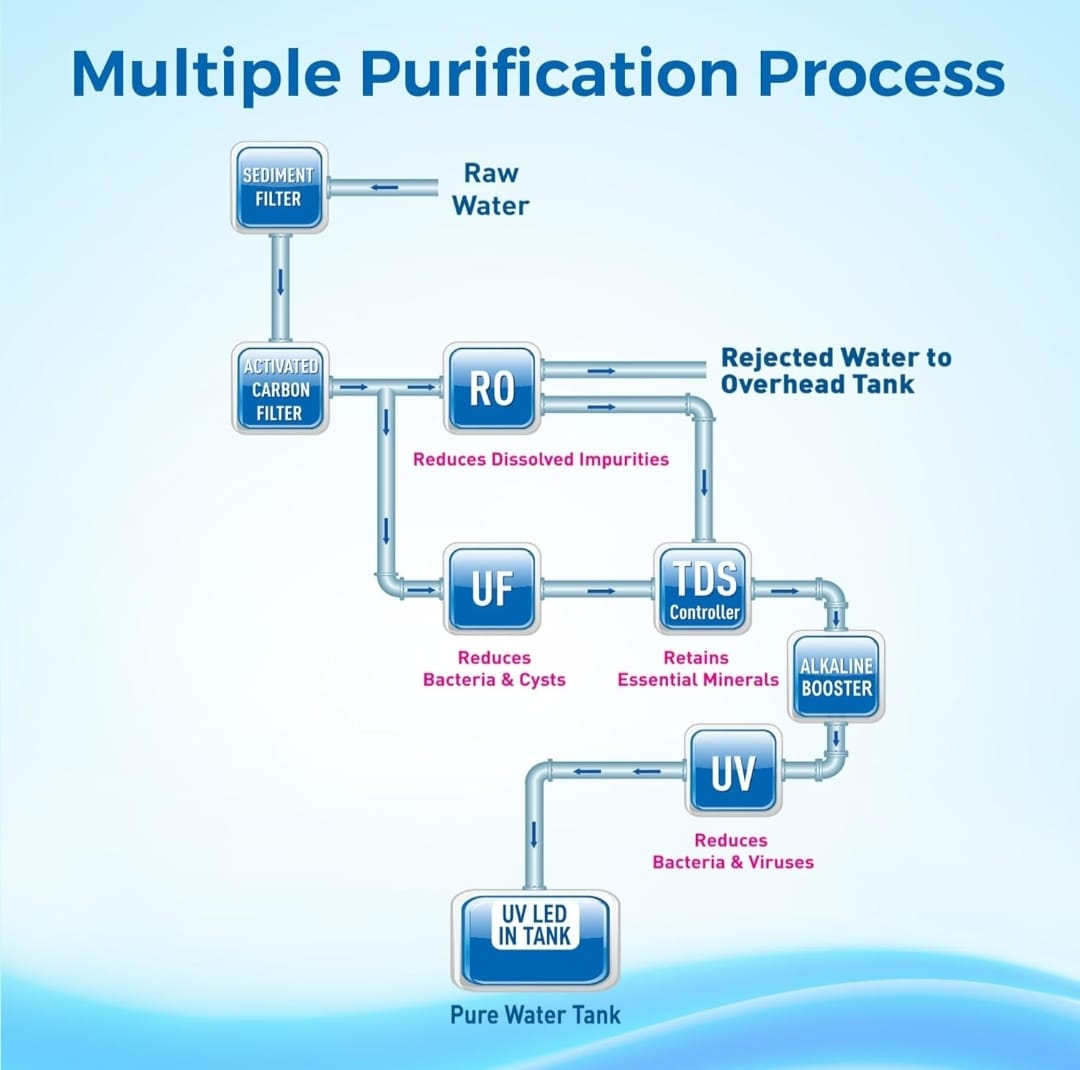 Multiple Purification Process
SEDIMENT
FILTER
Raw
Water
ACTIVATED
CARBON
FILTER
RO
Rejected Water to
Overhead Tank
Reduces Dissolved Impurities
UF
TDS
Controller
Reduces
Bacteria & Cysts
Retains
Essential Minerals
ALKALINE
BOOSTER
UV
Reduces
Bacteria & Viruses
UV LED
IN TANK
Pure Water Tank